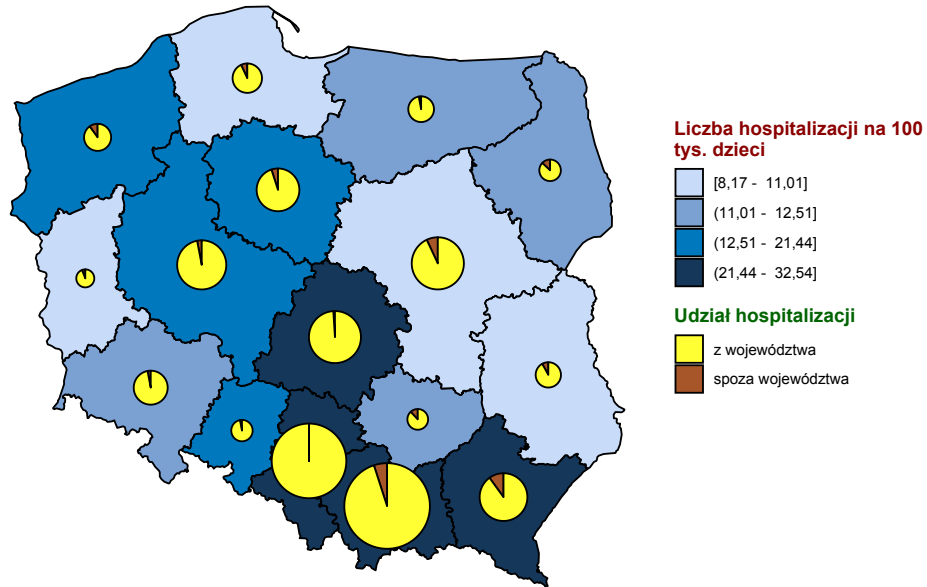 Liczba hospitalizacji na 100
tys. dzieci
[8,17 - 11,01]
(11,01 - 12,51]
(12,51 - 21,44]
(21,44 - 32,54]
Udział hospitalizacji
z województwa
spoza województwa